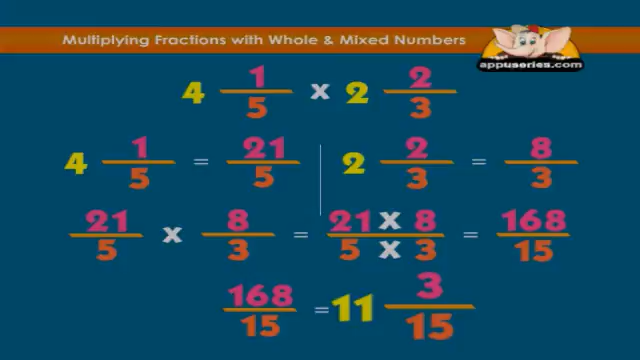 Multiplying Fractions with Whole & Mixed Numbers
appuseries.com
4 1/5 x 2 2/3
4 1/5 = 21/5 | 2 2/3 = 8/3
21/5 x 8/3 = 21 x 8/5 x 3 = 168/15
168/15 = 11 3/15